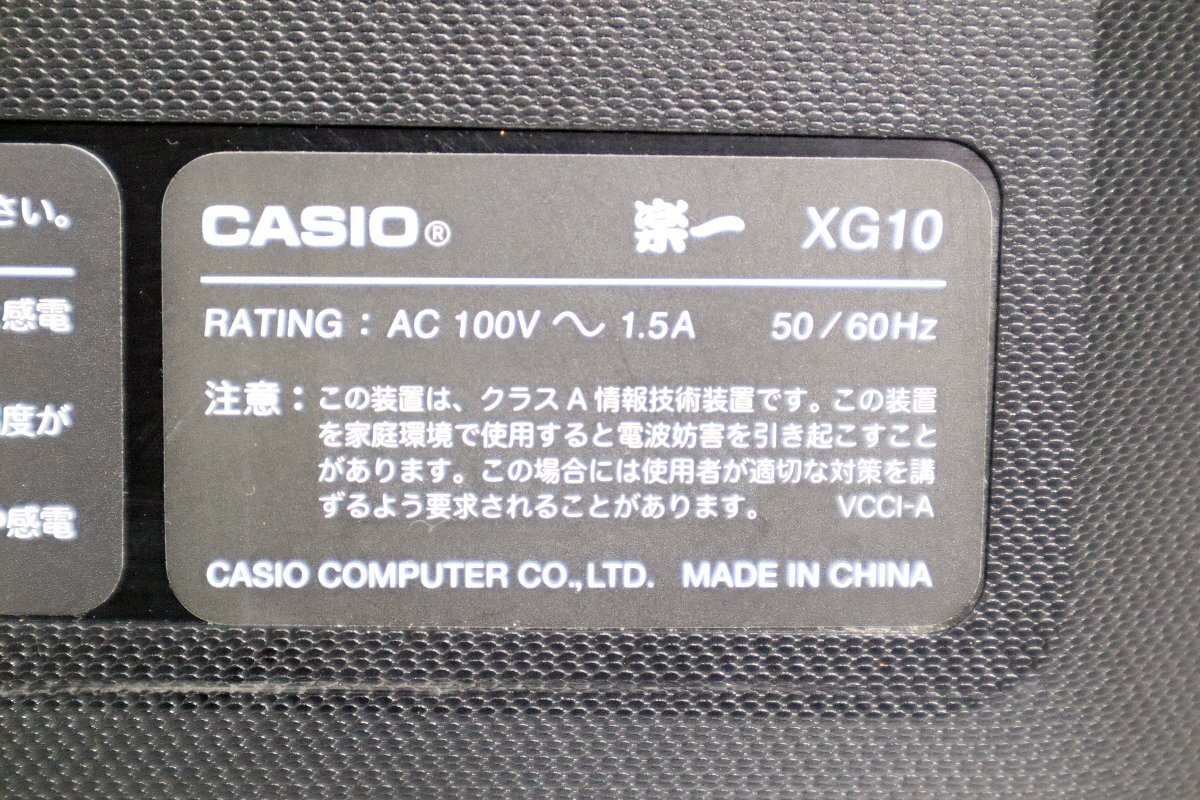 さい。
感電
度が
感電
CASIO® 楽一 XG10
RATING : AC 100V ～ 1.5A 50/60Hz
注意：この装置は、クラスA情報技術装置です。この装置
を家庭環境で使用すると電波妨害を引き起こすこと
があります。この場合には使用者が適切な対策を講
ずるよう要求されることがあります。 VCCI-A
CASIO COMPUTER CO.,LTD. MADE IN CHINA